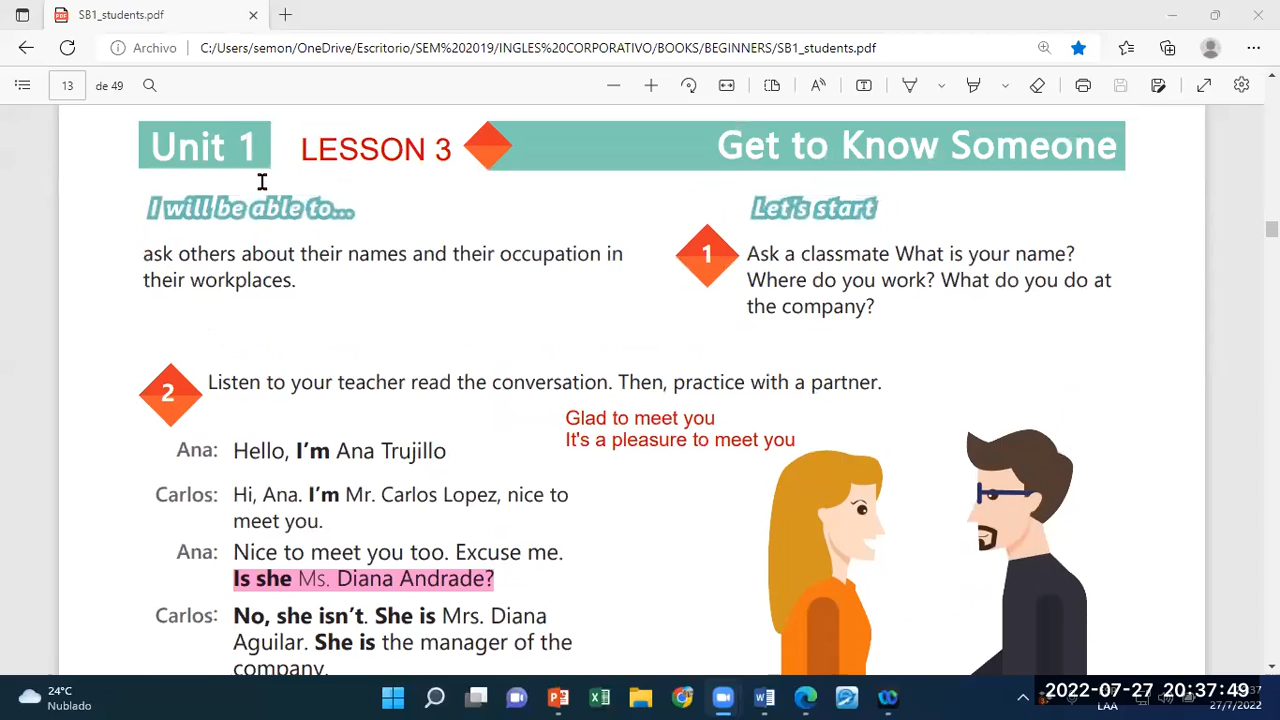 SB1_students.pdf
Archivo C:/Users/semon/OneDrive/Escritorio/SEM%202019/INGLES%20CORPORATIVO/BOOKS/BEGINNERS/SB1_students.pdf
13 de 49
Unit 1 LESSON 3 Get to Know Someone
I will be able to...
ask others about their names and their occupation in
their workplaces.
Let's start
1 Ask a classmate What is your name?
Where do you work? What do you do at
the company?
2 Listen to your teacher read the conversation. Then, practice with a partner.
Glad to meet you
It's a pleasure to meet you
Ana: Hello, I'm Ana Trujillo
Carlos: Hi, Ana. I'm Mr. Carlos Lopez, nice to
meet you.
Ana: Nice to meet you too. Excuse me.
Is she Ms. Diana Andrade?
Carlos: No, she isn't. She is Mrs. Diana
Aguilar. She is the manager of the
company.
24°C
Nublado
2022-07-27 20:37:49
LAA
27/7/2022